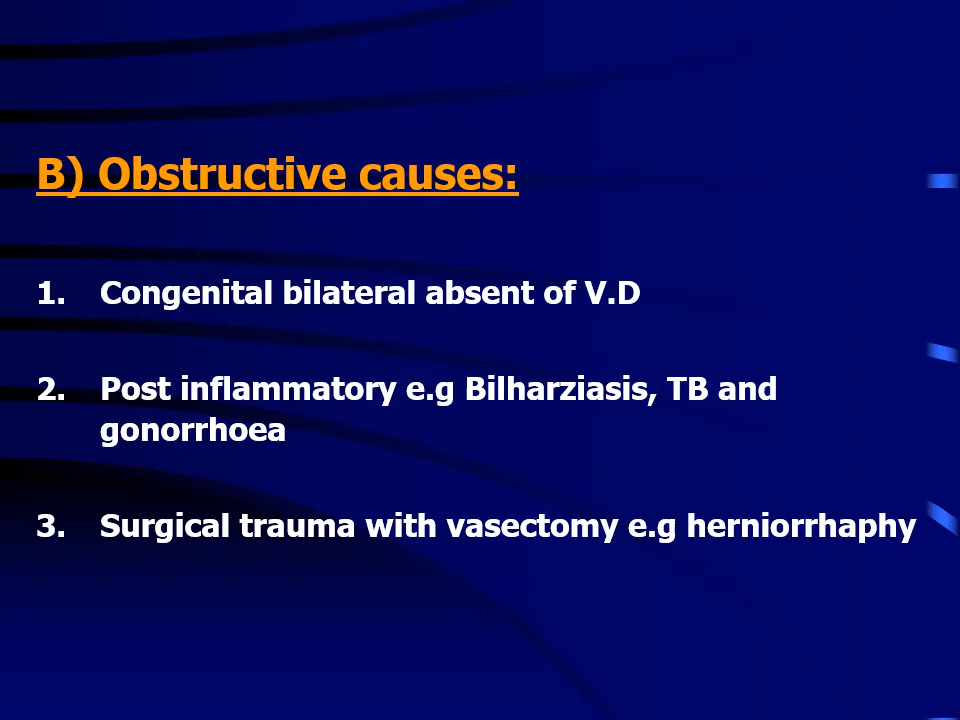 B) Obstructive causes:
1. Congenital bilateral absent of V.D
2. Post inflammatory e.g Bilharziasis, TB and
gonorrhoea
3. Surgical trauma with vasectomy e.g herniorrhaphy